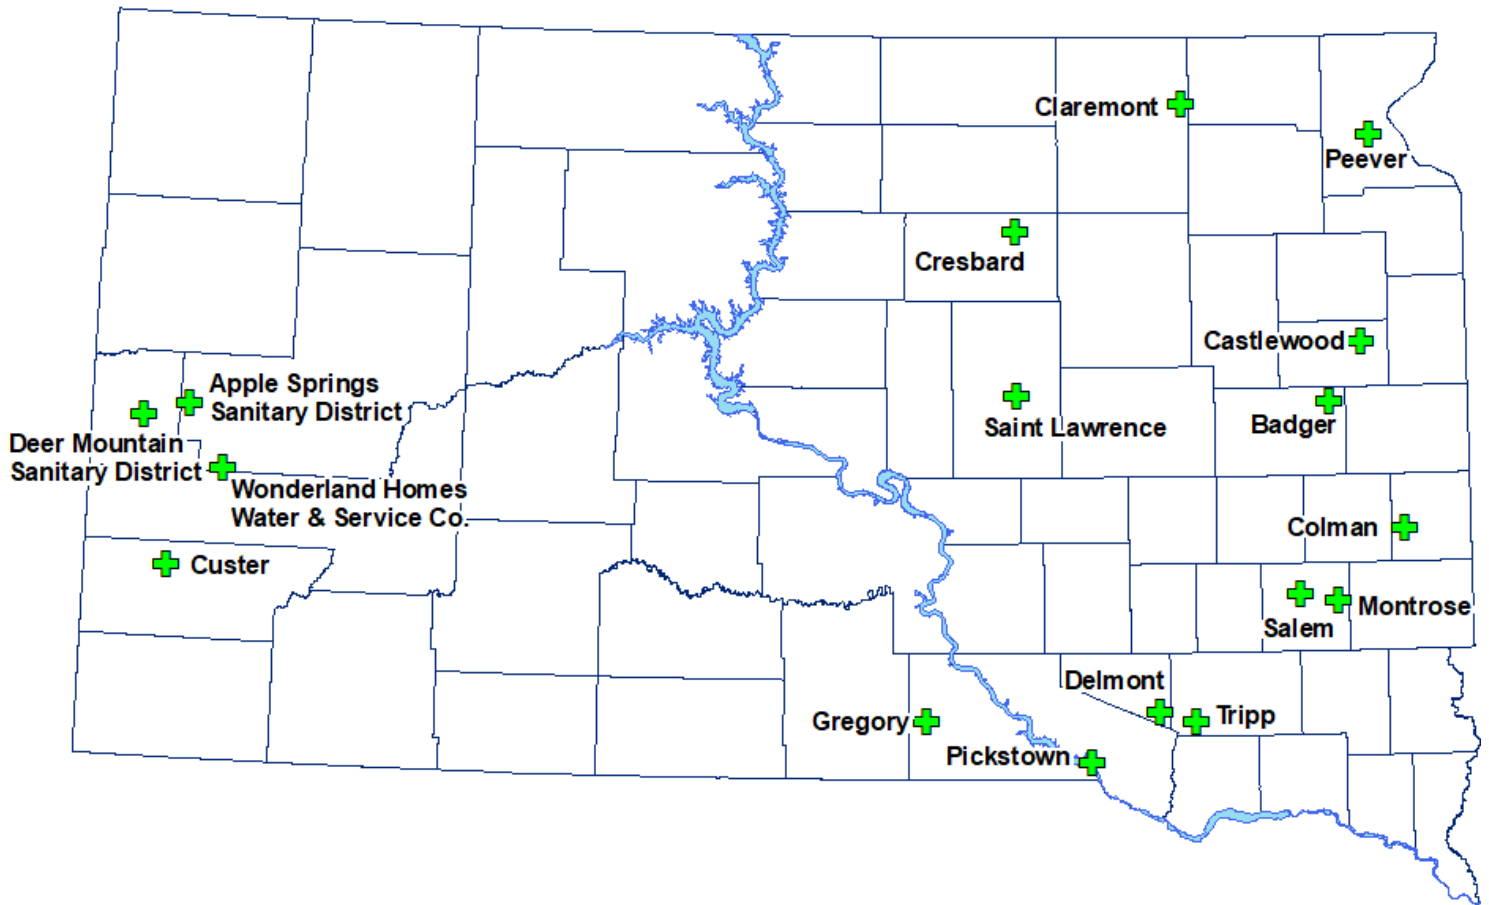 Claremont
Peever
Cresbard
Castlewood
Apple Springs
Sanitary District
Deer Mountain
Sanitary District
Saint Lawrence
Badger
Wonderland Homes
Water & Service Co.
Colman
Custer
Montrose
Salem
Delmont
Gregory
Tripp
Pickstown